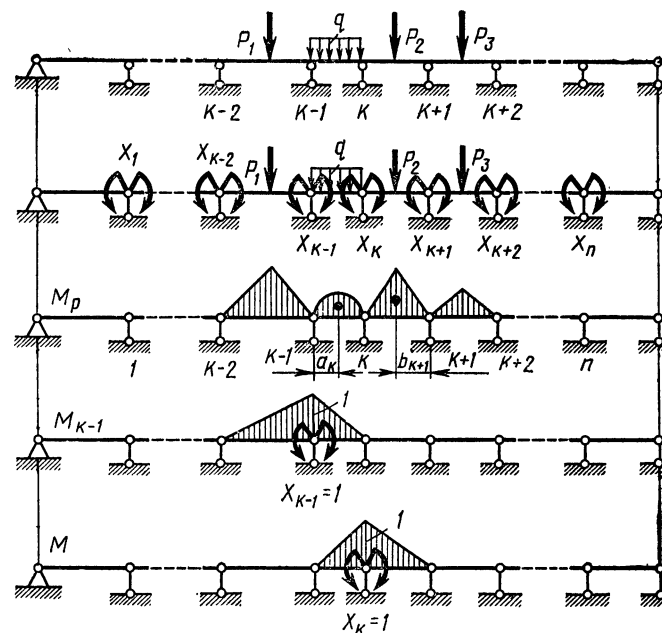 P₁ q P₂ P₃
K-2 K-1 K K+1 K+2
X₁ X_{K-2} P₁ q P₂ P₃
X_{K-1} X_K X_{K+1} X_{K+2} X_n
M_p
1 K-2 K-1 a_K K b_{K+1} K+1 K+2 n
M_{K-1} 1
X_{K-1}=1
M 1
X_K=1